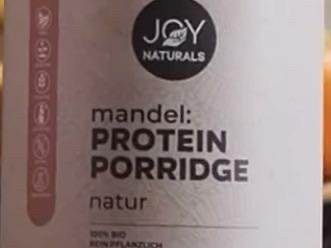 JOY
NATURALS
mandel:
PROTEIN
PORRIDGE
natur
100% BIO
REIN PFLANZLICH